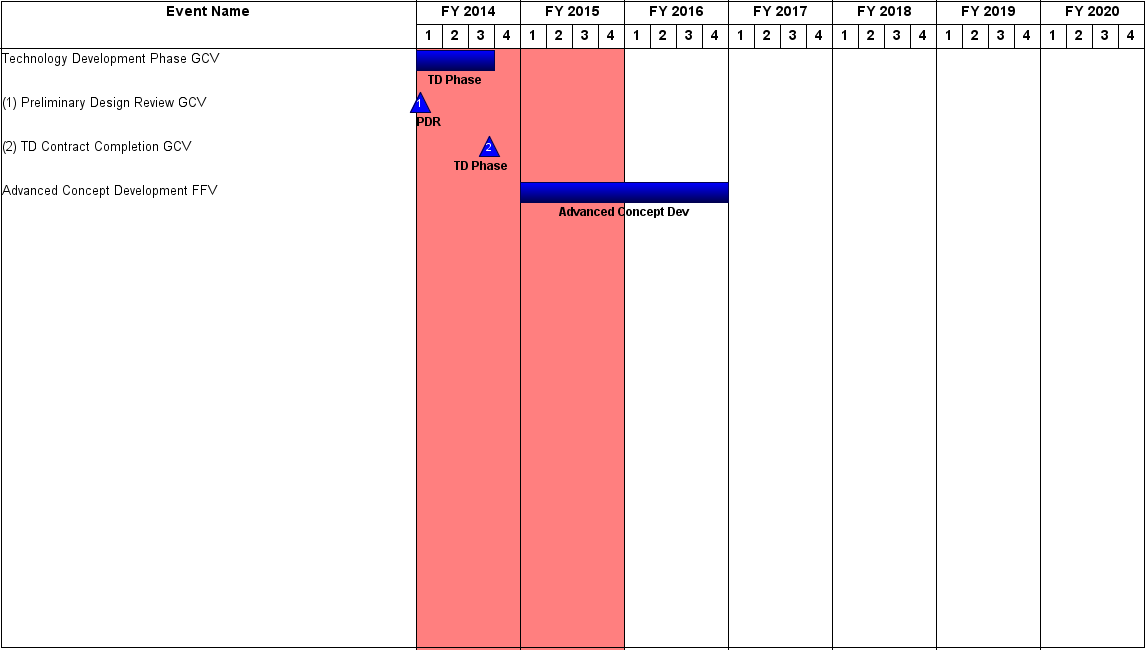 Event Name FY 2014 FY 2015 FY 2016 FY 2017 FY 2018 FY 2019 FY 2020
1 2 3 4 1 2 3 4 1 2 3 4 1 2 3 4 1 2 3 4 1 2 3 4 1 2 3 4
Technology Development Phase GCV
TD Phase
(1) Preliminary Design Review GCV 1
PDR
(2) TD Contract Completion GCV 2
TD Phase
Advanced Concept Development FFV
Advanced Concept Dev